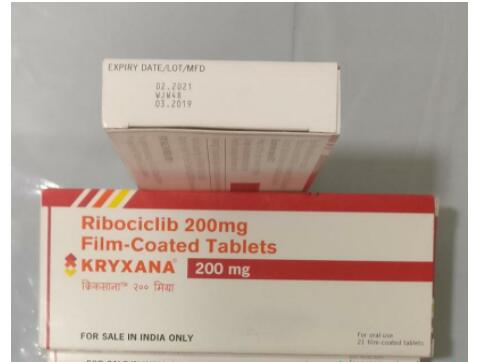 EXPIRY DATE/LOT/MFD
02.2021
WJW48
03.2019
Ribociclib 200mg
Film-Coated Tablets
KRYXANA® 200 mg
क्रिक्साना™ २०० मिग्रा
FOR SALE IN INDIA ONLY
For oral use
21 film-coated tablets